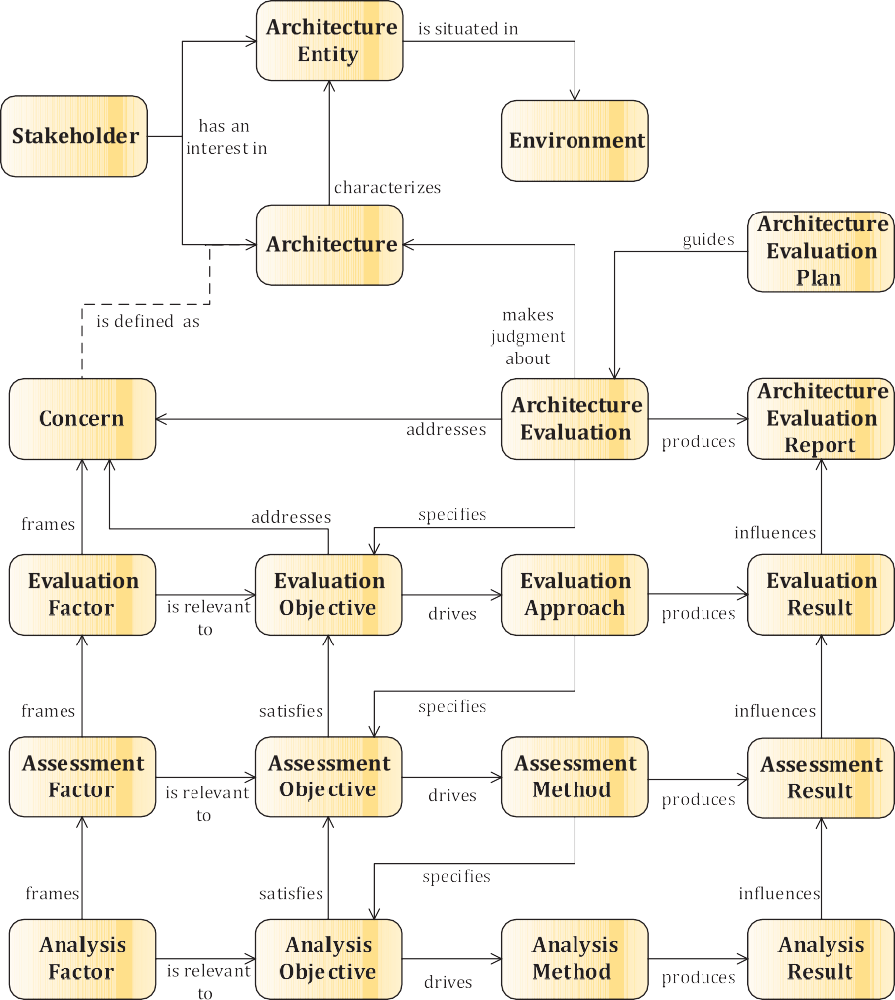 Architecture
Entity
is situated in
Stakeholder
has an
interest in
Environment
characterizes
Architecture
guides
Architecture
Evaluation
Plan
is defined as
makes
judgment
about
Concern
addresses
Architecture
Evaluation
produces
Architecture
Evaluation
Report
frames
addresses
specifies
influences
Evaluation
Factor
is relevant
to
Evaluation
Objective
drives
Evaluation
Approach
produces
Evaluation
Result
frames
satisfies
specifies
influences
Assessment
Factor
is relevant
to
Assessment
Objective
drives
Assessment
Method
produces
Assessment
Result
frames
satisfies
specifies
influences
Analysis
Factor
is relevant
to
Analysis
Objective
drives
Analysis
Method
produces
Analysis
Result